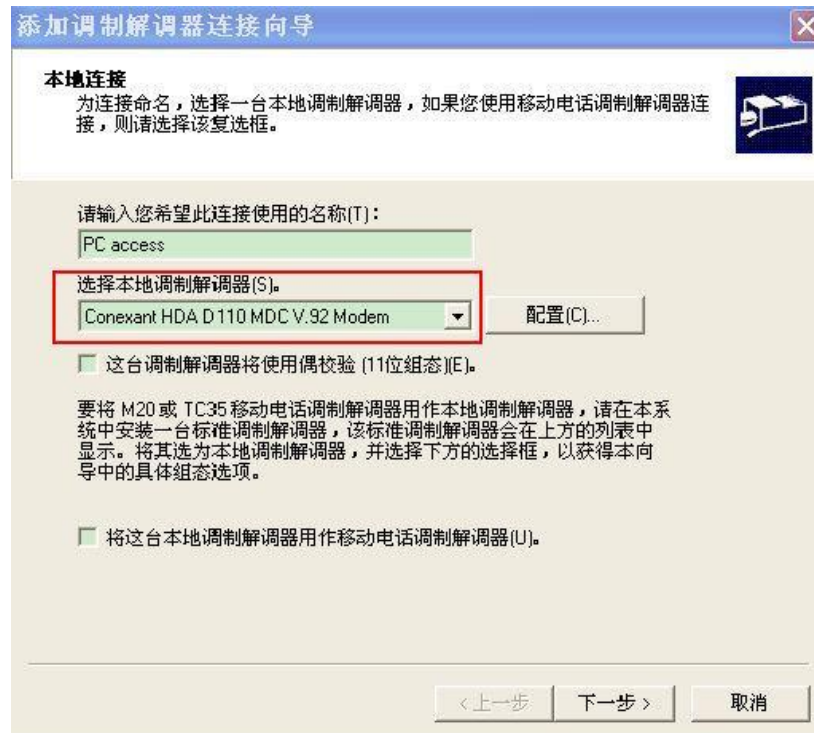 添加调制解调器连接向导
本地连接
为连接命名，选择一台本地调制解调器，如果您使用移动电话调制解调器连
接，则请选择该复选框。
请输入您希望此连接使用的名称(T)：
PC access
选择本地调制解调器(S)。
Conexant HDA D110 MDC V.92 Modem
配置(C)...
这台调制解调器将使用偶校验 (11位组态)(E)。
要将 M20 或 TC35 移动电话调制解调器用作本地调制解调器，请在本系
统中安装一台标准调制解调器，该标准调制解调器会在上方的列表中
显示。将其选为本地调制解调器，并选择下方的选择框，以获得本向
导中的具体组态选项。
将这台本地调制解调器用作移动电话调制解调器(U)。
<上一步 下一步> 取消